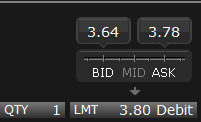 3.64 3.78
BID MID ASK
QTY 1 LMT 3.80 Debit